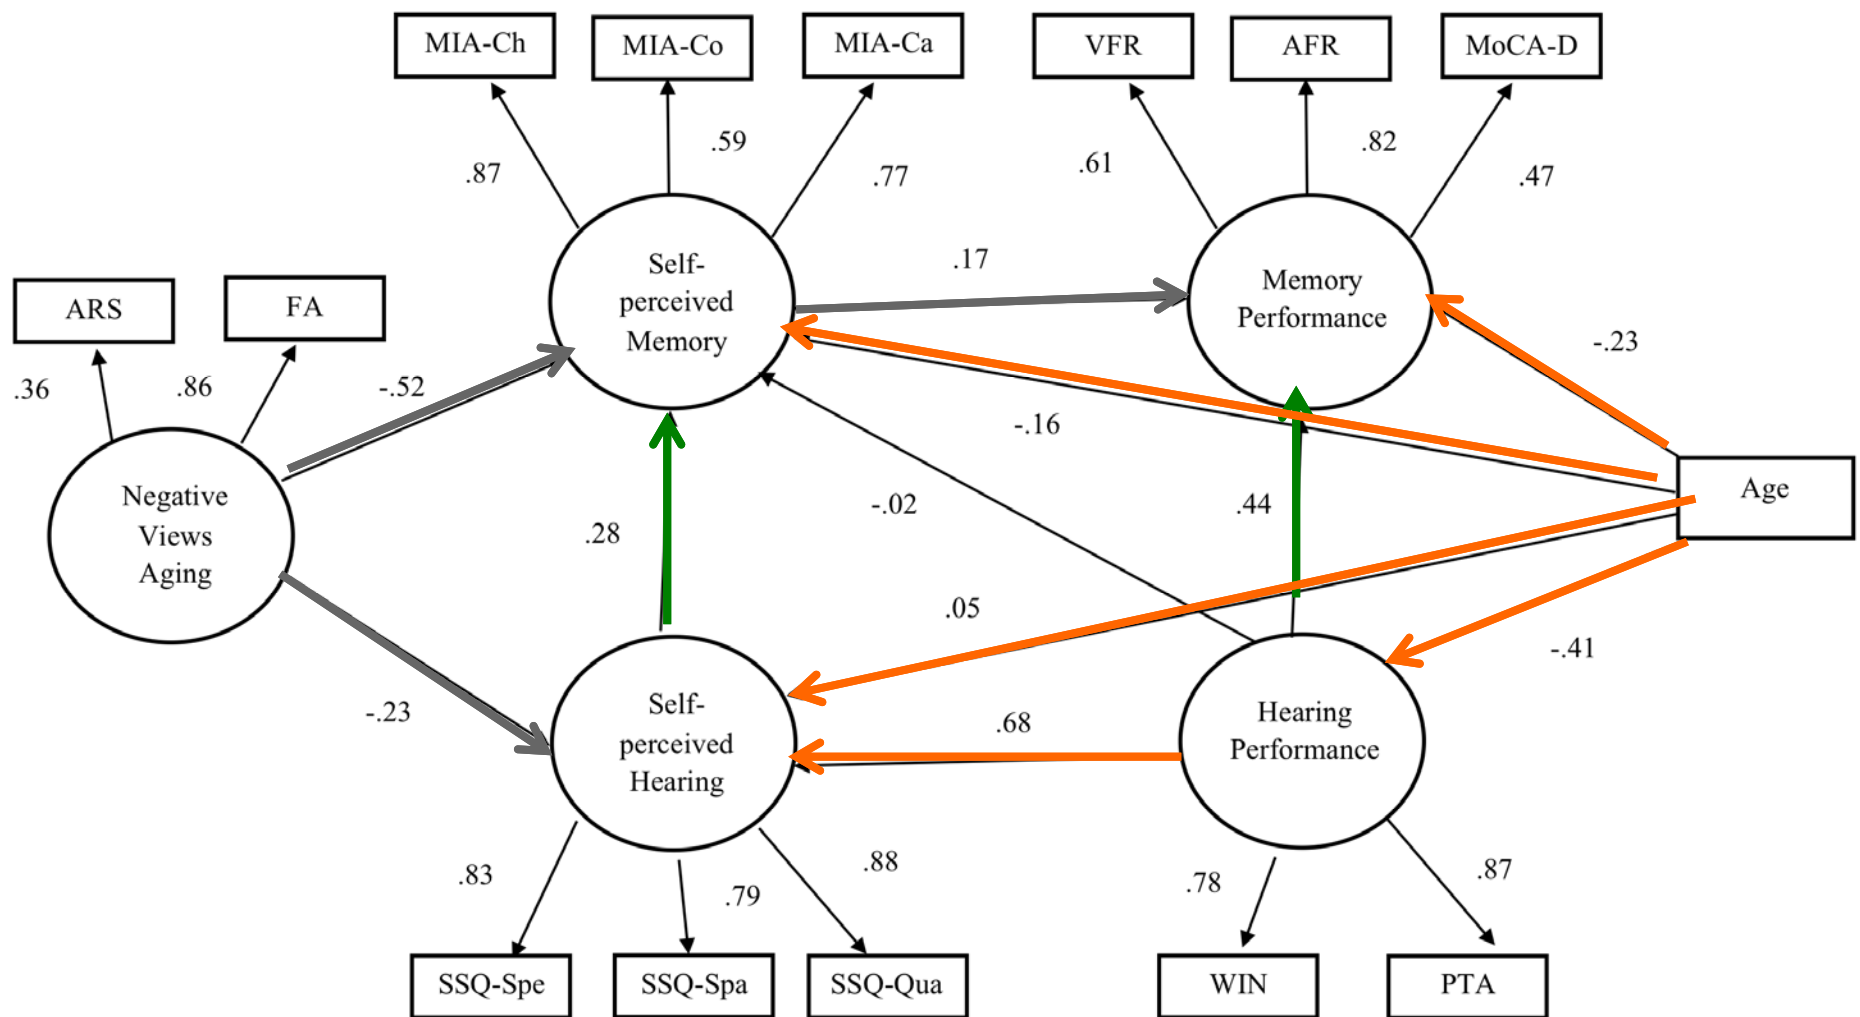 MIA-Ch
MIA-Co
MIA-Ca
VFR
AFR
MoCA-D
.87
.59
.77
.61
.82
.47
ARS
FA
.36
.86
-.52
Self-
perceived
Memory
.17
Memory
Performance
-.23
-.16
Negative
Views
Aging
.28
-.02
.44
Age
.05
-.41
-.23
Self-
perceived
Hearing
.68
Hearing
Performance
.83
.79
.88
.78
.87
SSQ-Spe
SSQ-Spa
SSQ-Qua
WIN
PTA